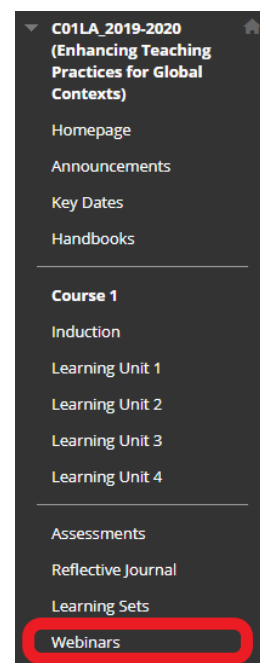 C01LA_2019-2020
(Enhancing Teaching
Practices for Global
Contexts)
Homepage
Announcements
Key Dates
Handbooks
Course 1
Induction
Learning Unit 1
Learning Unit 2
Learning Unit 3
Learning Unit 4
Assessments
Reflective Journal
Learning Sets
Webinars